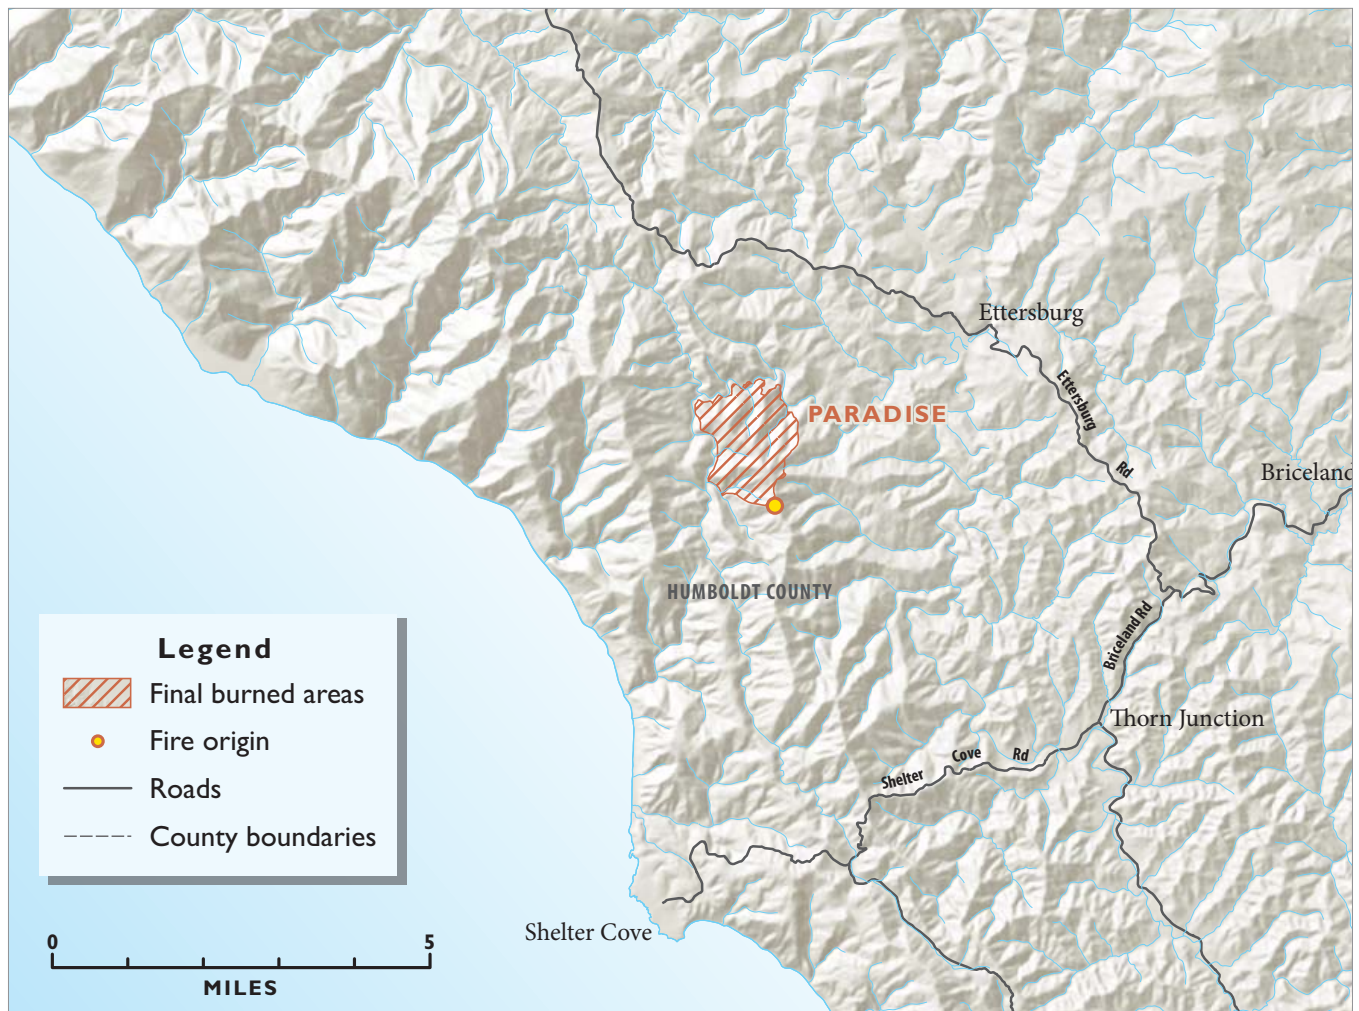 Ettersburg
Ettersburg Rd
PARADISE
Briceland
HUMBOLDT COUNTY
Briceland Rd
Thorn Junction
Shelter Cove Rd
Shelter Cove
Legend
Final burned areas
Fire origin
Roads
County boundaries
0 5
MILES